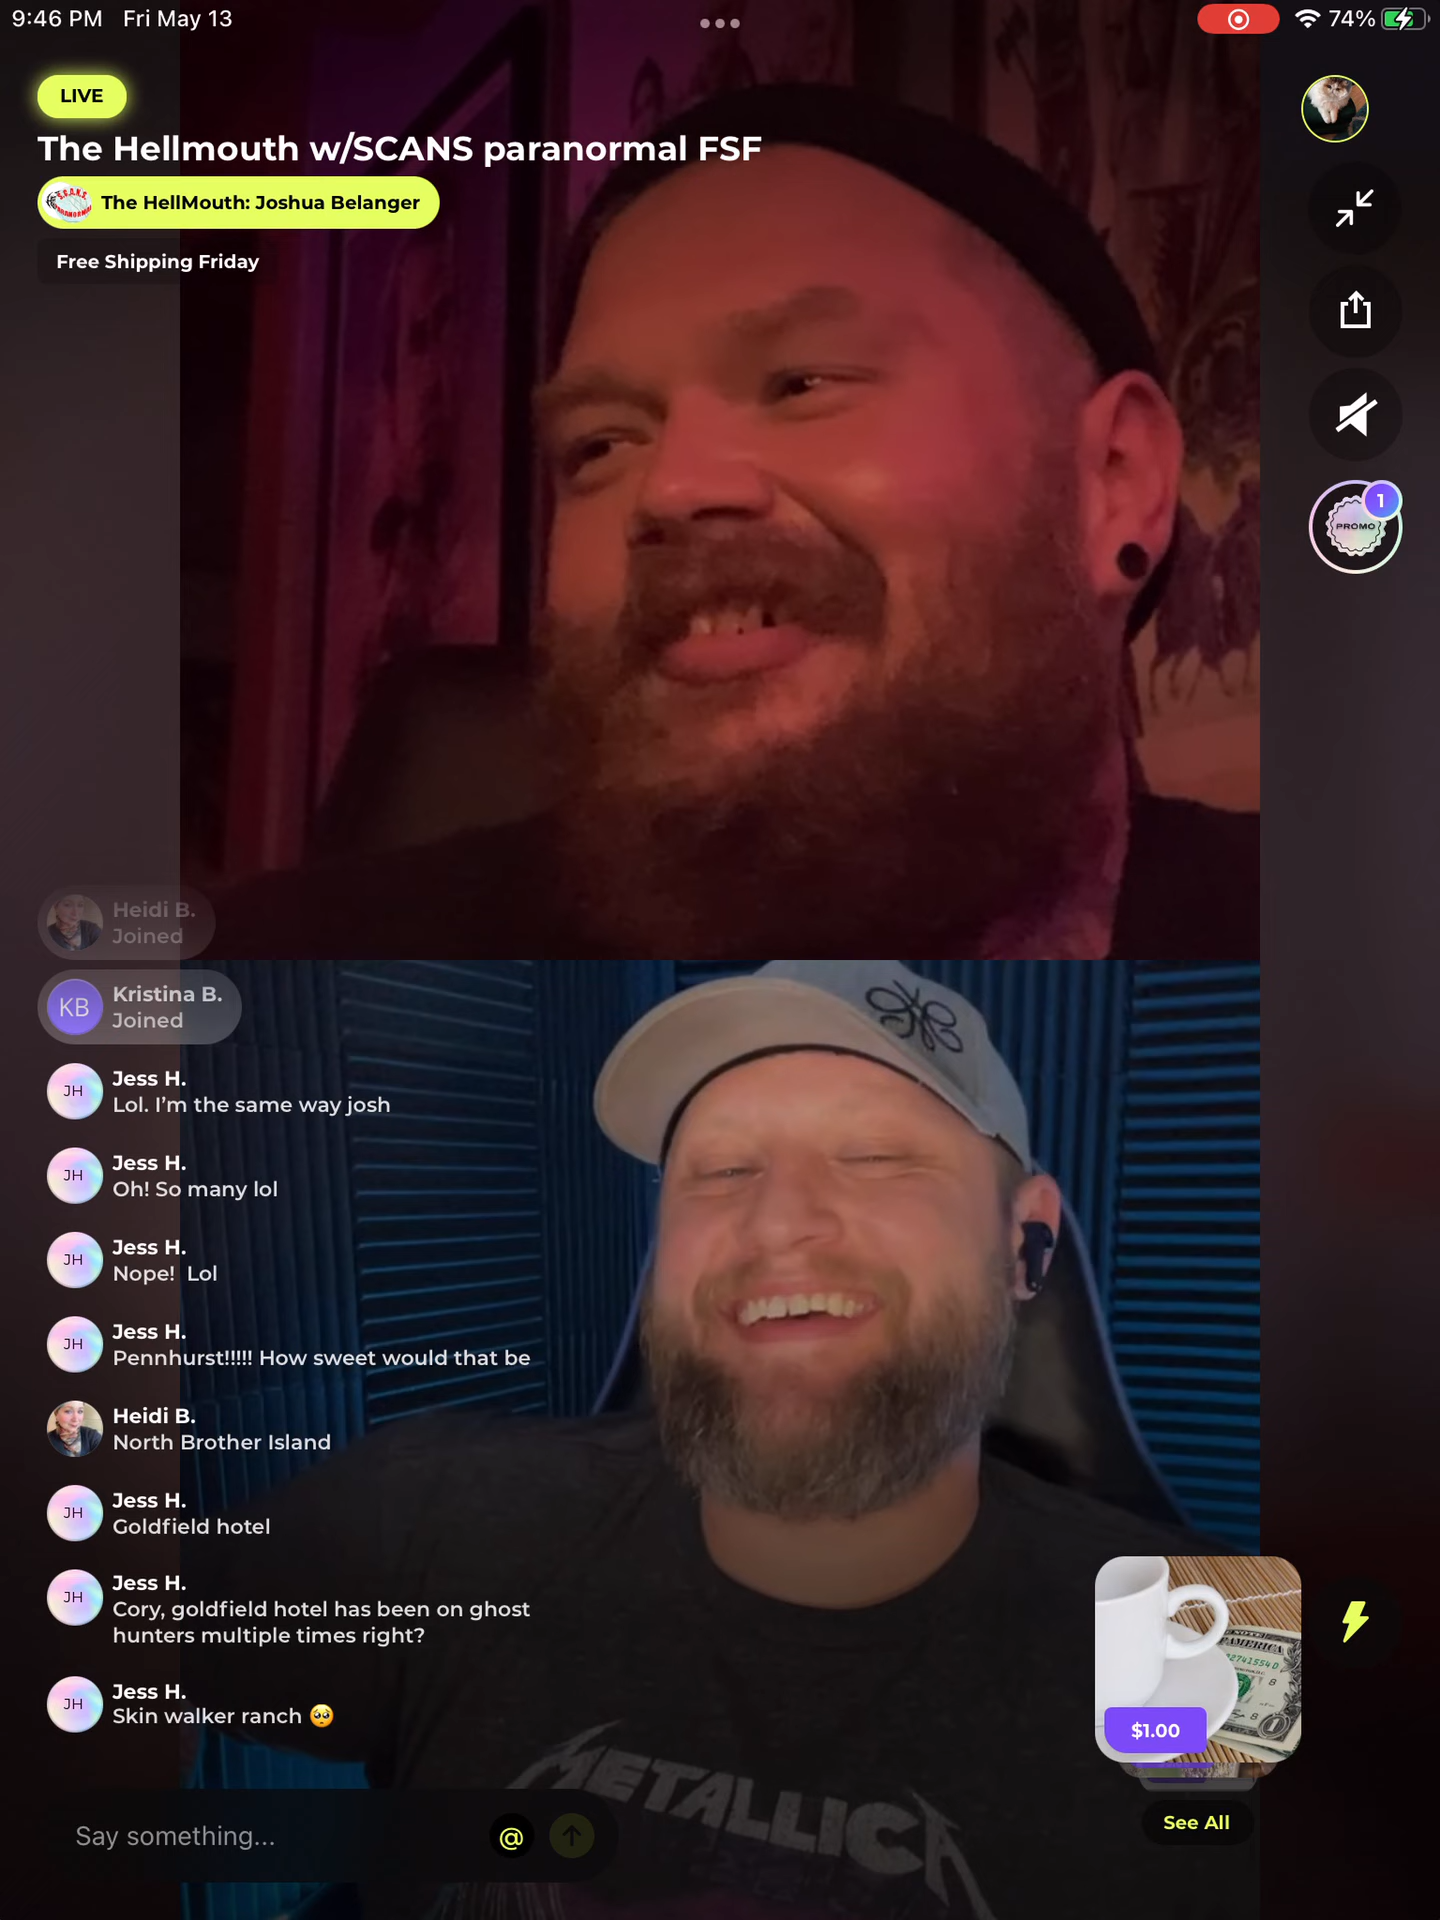 9:46 PM Fri May 13
74%
LIVE
The Hellmouth w/SCANS paranormal FSF
The HellMouth: Joshua Belanger
Free Shipping Friday
PROMO
1
Heidi B.
Joined
KB
Kristina B.
Joined
JH
Jess H.
Lol. I’m the same way josh
JH
Jess H.
Oh! So many lol
JH
Jess H.
Nope!  Lol
JH
Jess H.
Pennhurst!!!!! How sweet would that be
Heidi B.
North Brother Island
JH
Jess H.
Goldfield hotel
JH
Jess H.
Cory, goldfield hotel has been on ghost
hunters multiple times right?
JH
Jess H.
Skin walker ranch 🥺
AMERICA
$1.00
METALLICA
Say something...
@
See All